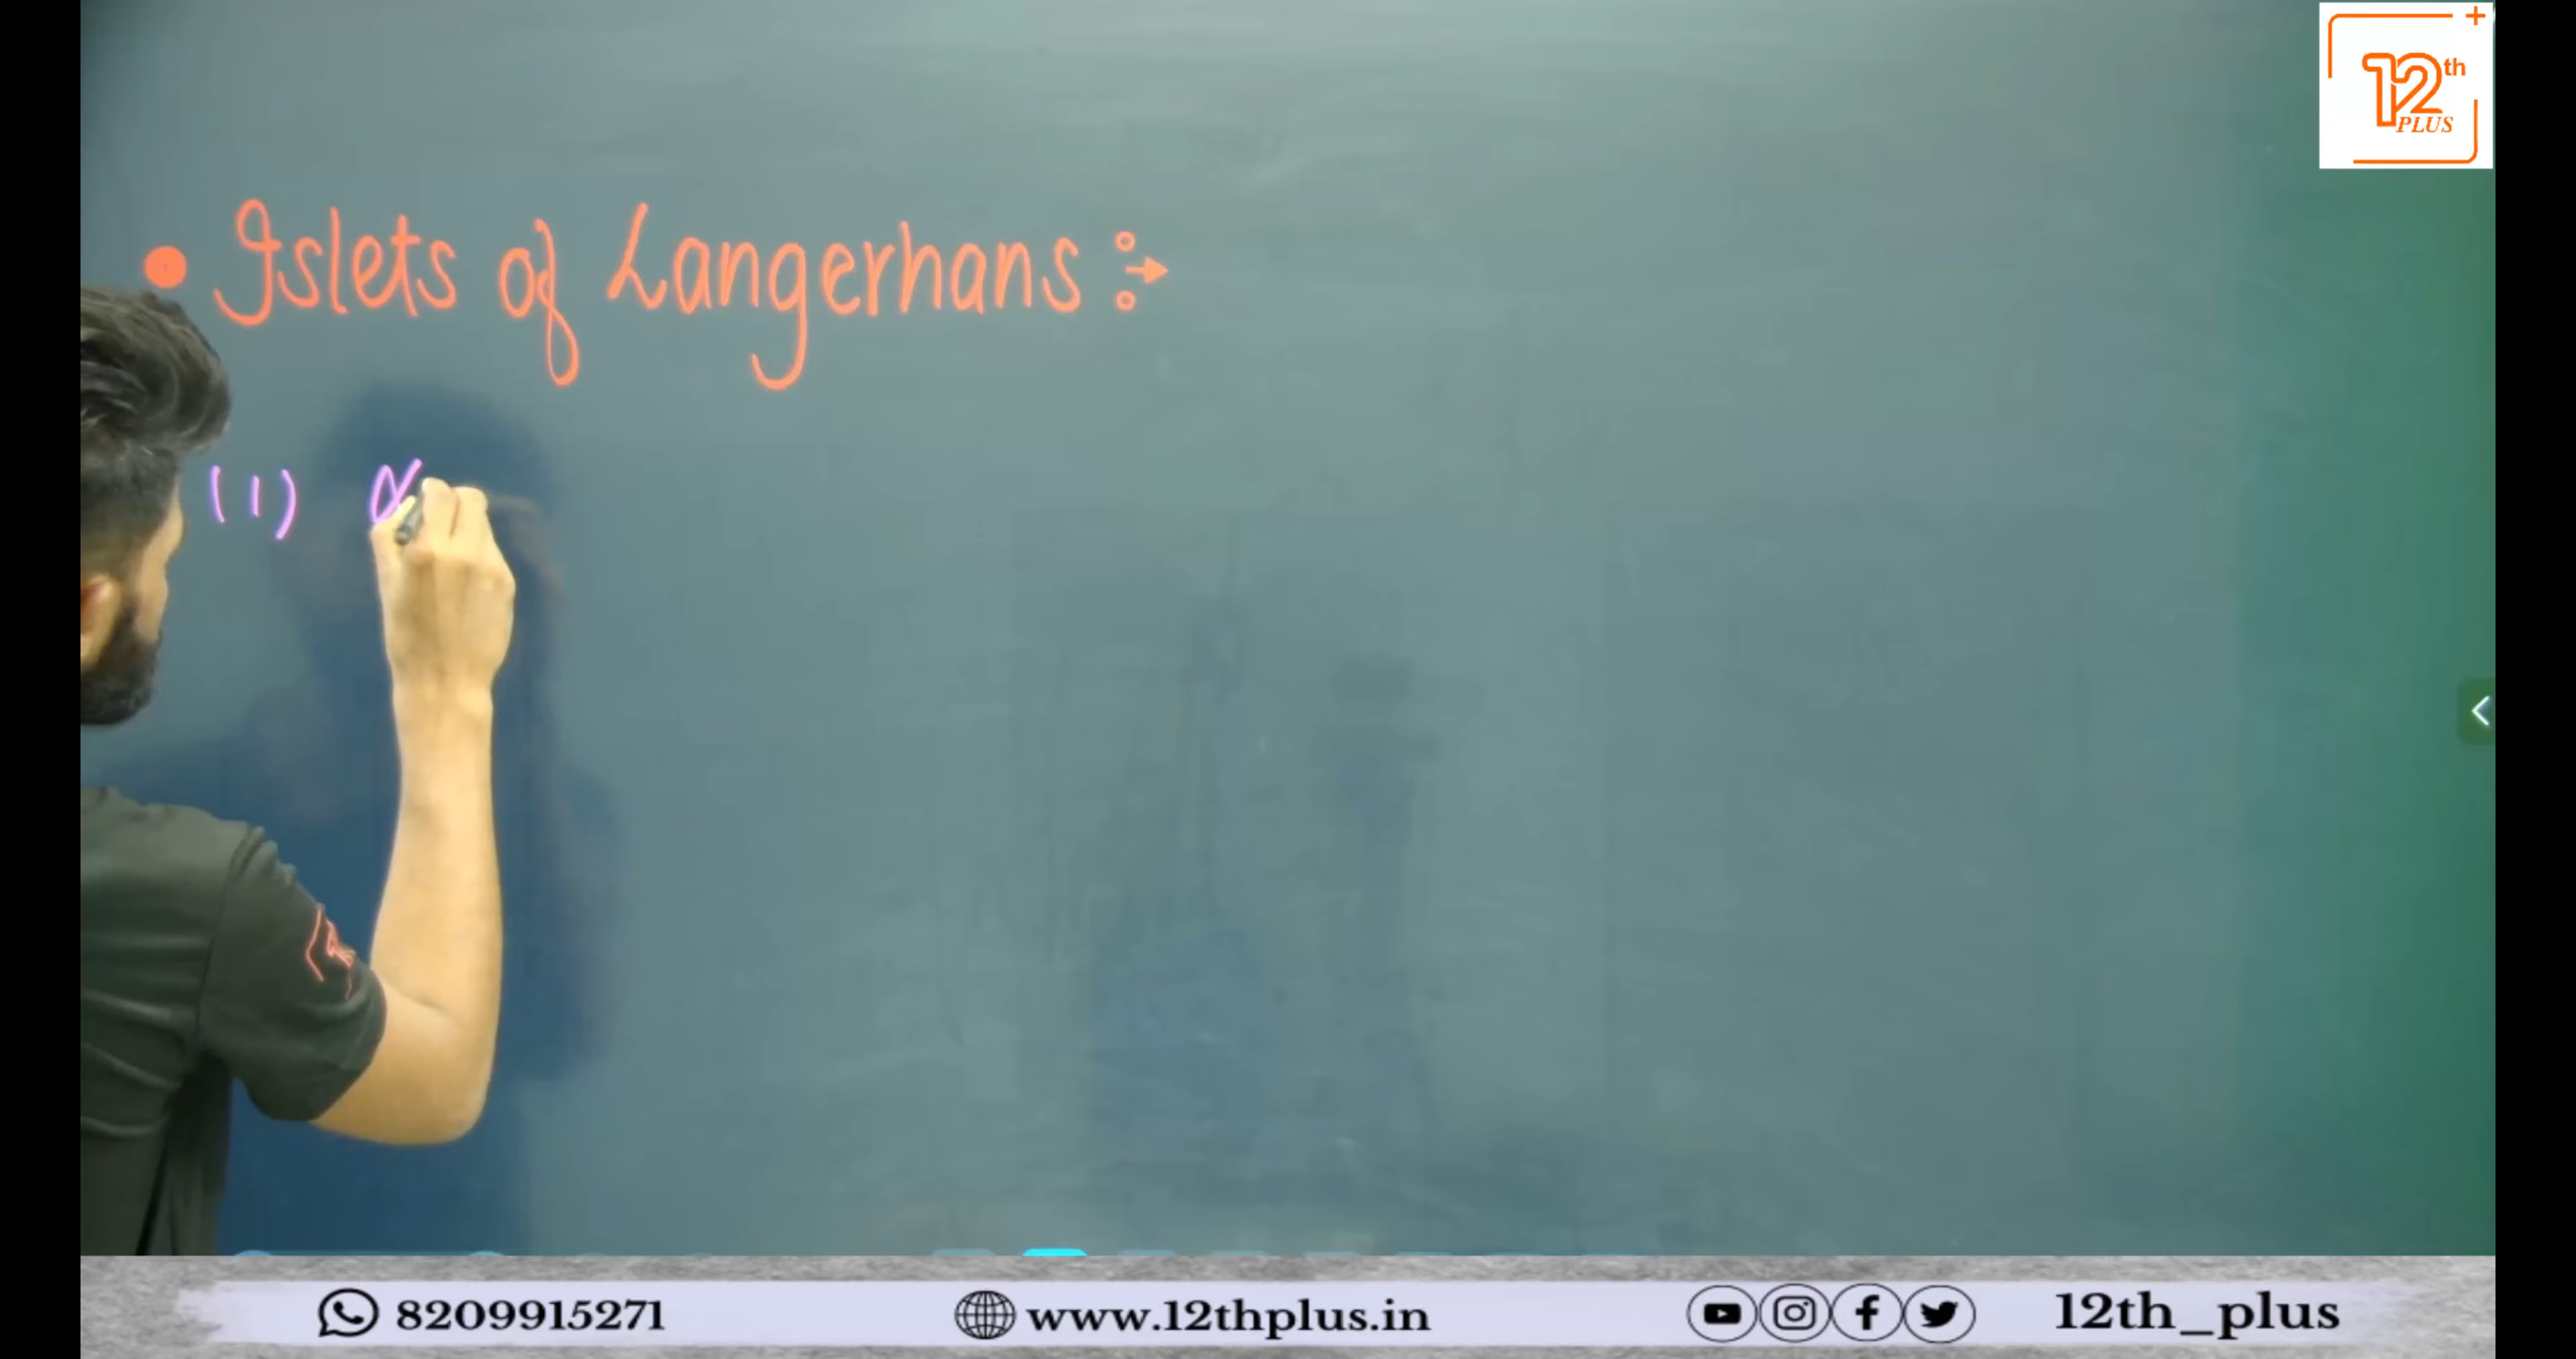 12th
PLUS
• Islets of Langerhans :→
(1) α
8209915271 www.12thplus.in 12th_plus